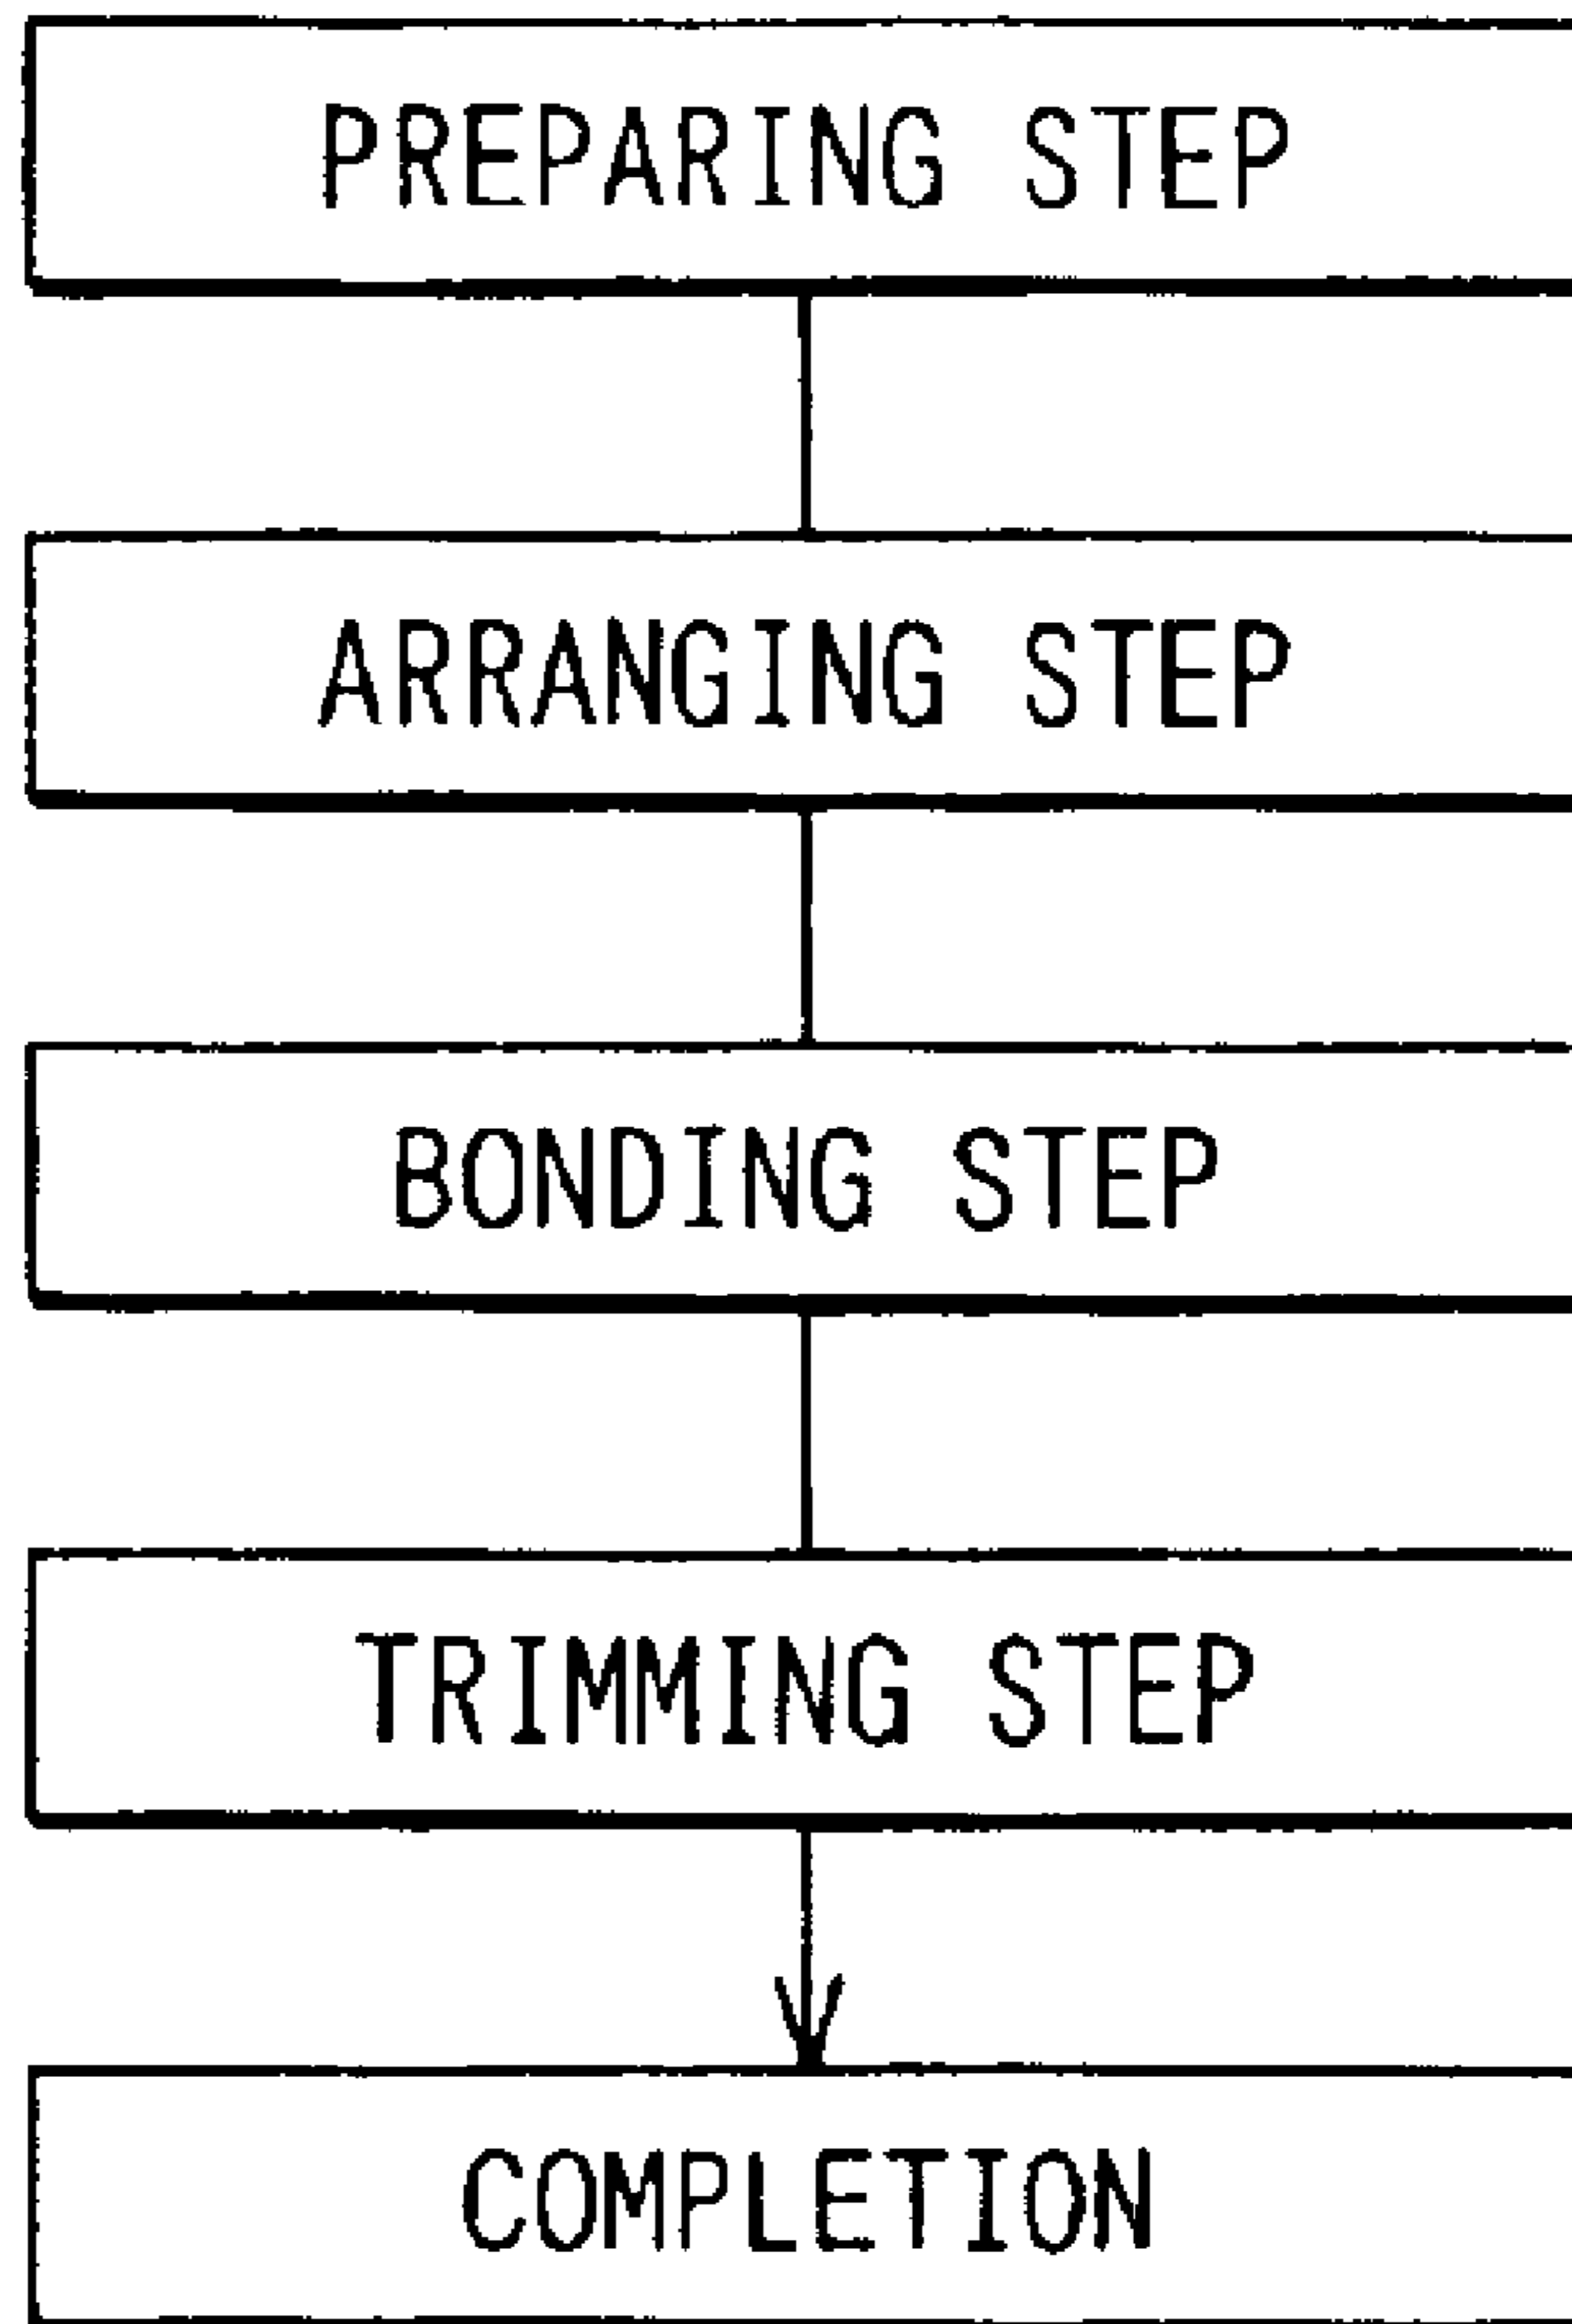 PREPARING STEP
ARRANGING STEP
BONDING STEP
TRIMMING STEP
COMPLETION